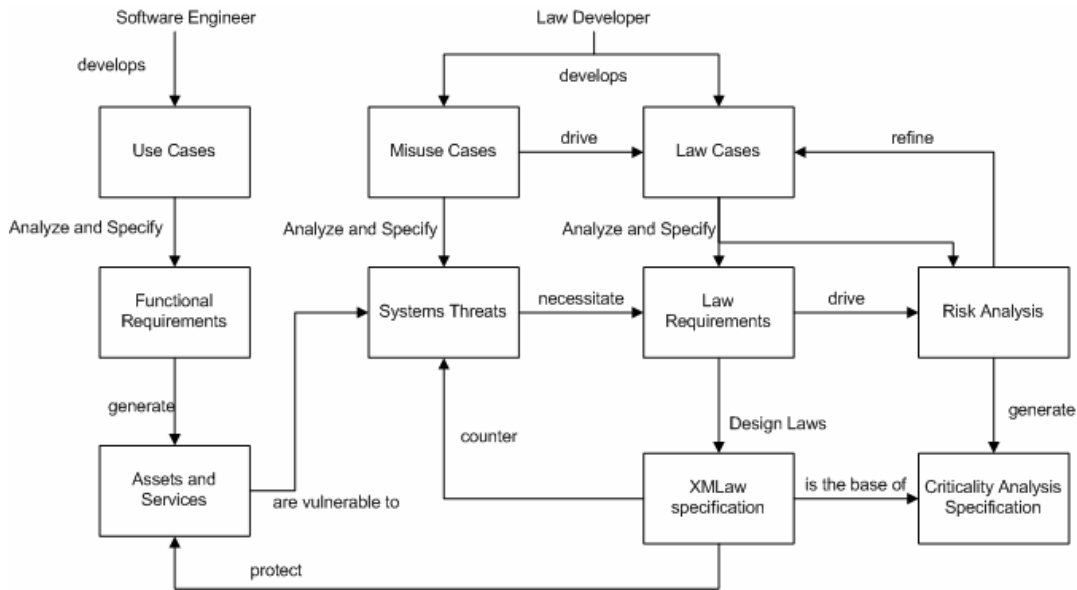 Software Engineer
Law Developer
develops
develops
Use Cases
Misuse Cases
drive
Law Cases
refine
Analyze and Specify
Analyze and Specify
Analyze and Specify
Functional
Requirements
Systems Threats
necessitate
Law
Requirements
drive
Risk Analysis
generate
counter
Design Laws
generate
Assets and
Services
are vulnerable to
XMLaw
specification
is the base of
Criticality Analysis
Specification
protect